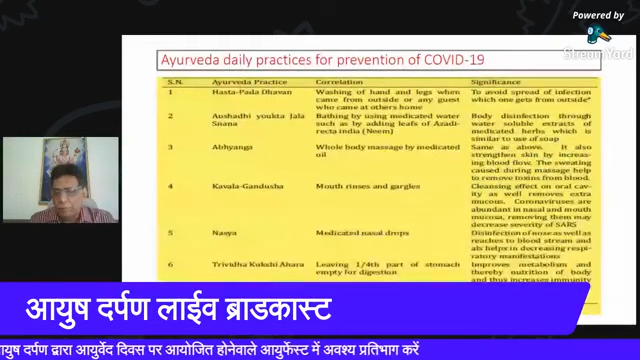 Powered by
StreamYard
Ayurveda daily practices for prevention of COVID-19
S.N. Ayurveda Practice Correlation Significance
1 Hasta-Pada Dhavan Washing of hand and legs when came from outside or any guest who came at others home To avoid spread of infection which one gets from outside*
2 Aushadhi youkta Jala Snana Bathing by using medicated water such as by adding leafs of Azadi-recta india (Neem) Body disinfection through water soluble extracts of medicated herbs which is similar to use of soap
3 Abhyanga Whole body massage by medicated oil Same as above. It also strengthen skin by increas-ing blood flow. The sweating caused during massage help to remove toxins from blood.
4 Kavala-Gandusha Mouth rinses and gargles Cleansing effect on oral cavity as well removes extra mucous. Coronaviruses are abundant in nasal and mouth mucosa, removing them may decrease severity of SARS
5 Nasya Medicated nasal drops Disinfection of nose as well as reaches to blood stream and als helps in decreasing respi-ratory manifestations
6 Trividha Kukshi Ahara Leaving 1/4th part of stomach empty for digestion Improves metabolism and thereby nutrition of body and thus increases immunity
आयुष दर्पण लाईव ब्राडकास्ट
आयुष दर्पण द्वारा आयुर्वेद दिवस पर आयोजित होनेवाले आयुर्फेस्ट में अवश्य प्रतिभाग करें